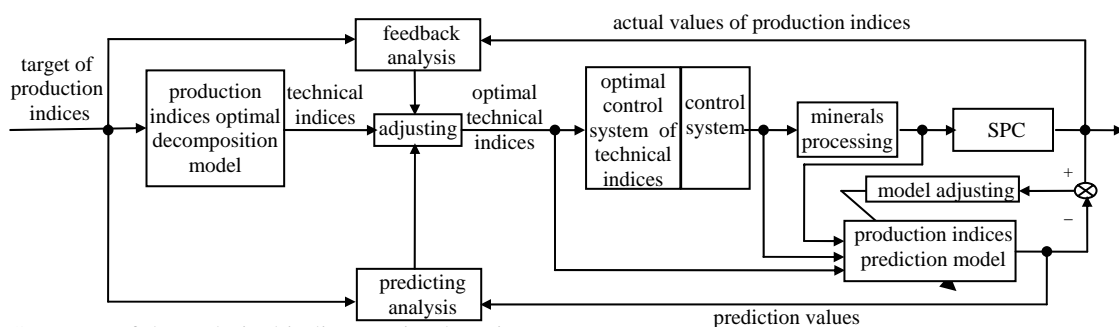 actual values of production indices
feedback
analysis
target of
production
indices
production
indices optimal
decomposition
model
technical
indices
adjusting
optimal
technical
indices
optimal
control
system of
technical
indices
control
system
minerals
processing
SPC
+
model adjusting
−
production indices
prediction model
predicting
analysis
prediction values